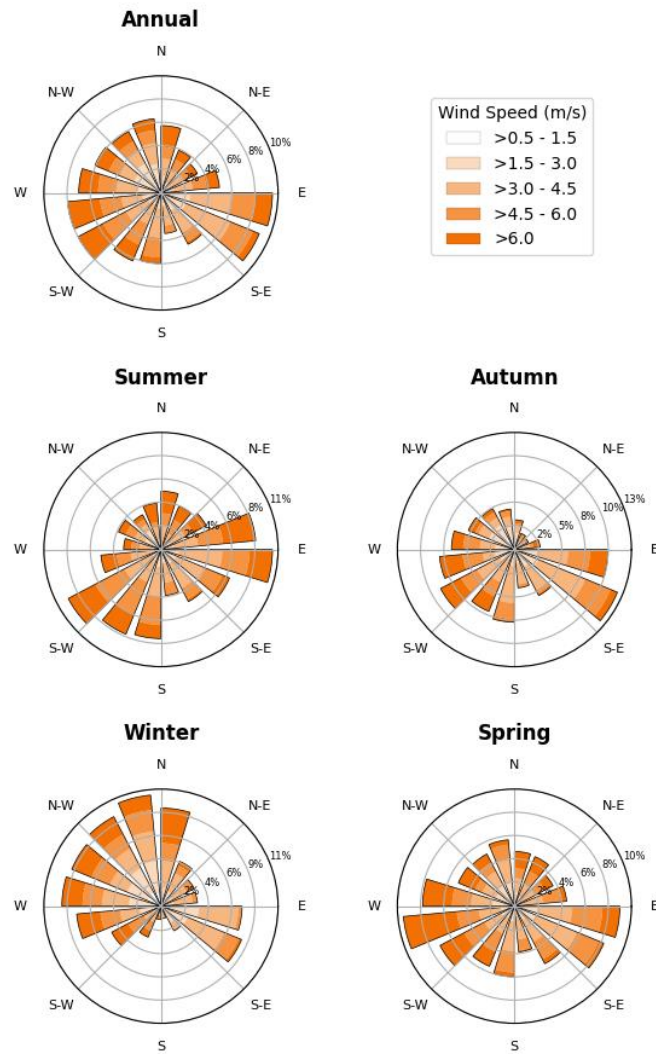 Annual
N
N-W
N-E
W
E
S-W
S-E
S
2%
4%
6%
8%
10%
Wind Speed (m/s)
>0.5 - 1.5
>1.5 - 3.0
>3.0 - 4.5
>4.5 - 6.0
>6.0
Summer
N
N-W
N-E
W
E
S-W
S-E
S
2%
4%
6%
8%
11%
Autumn
N
N-W
N-E
W
E
S-W
S-E
S
2%
5%
8%
10%
13%
Winter
N
N-W
N-E
W
E
S-W
S-E
S
2%
4%
6%
9%
11%
Spring
N
N-W
N-E
W
E
S-W
S-E
S
2%
4%
6%
8%
10%